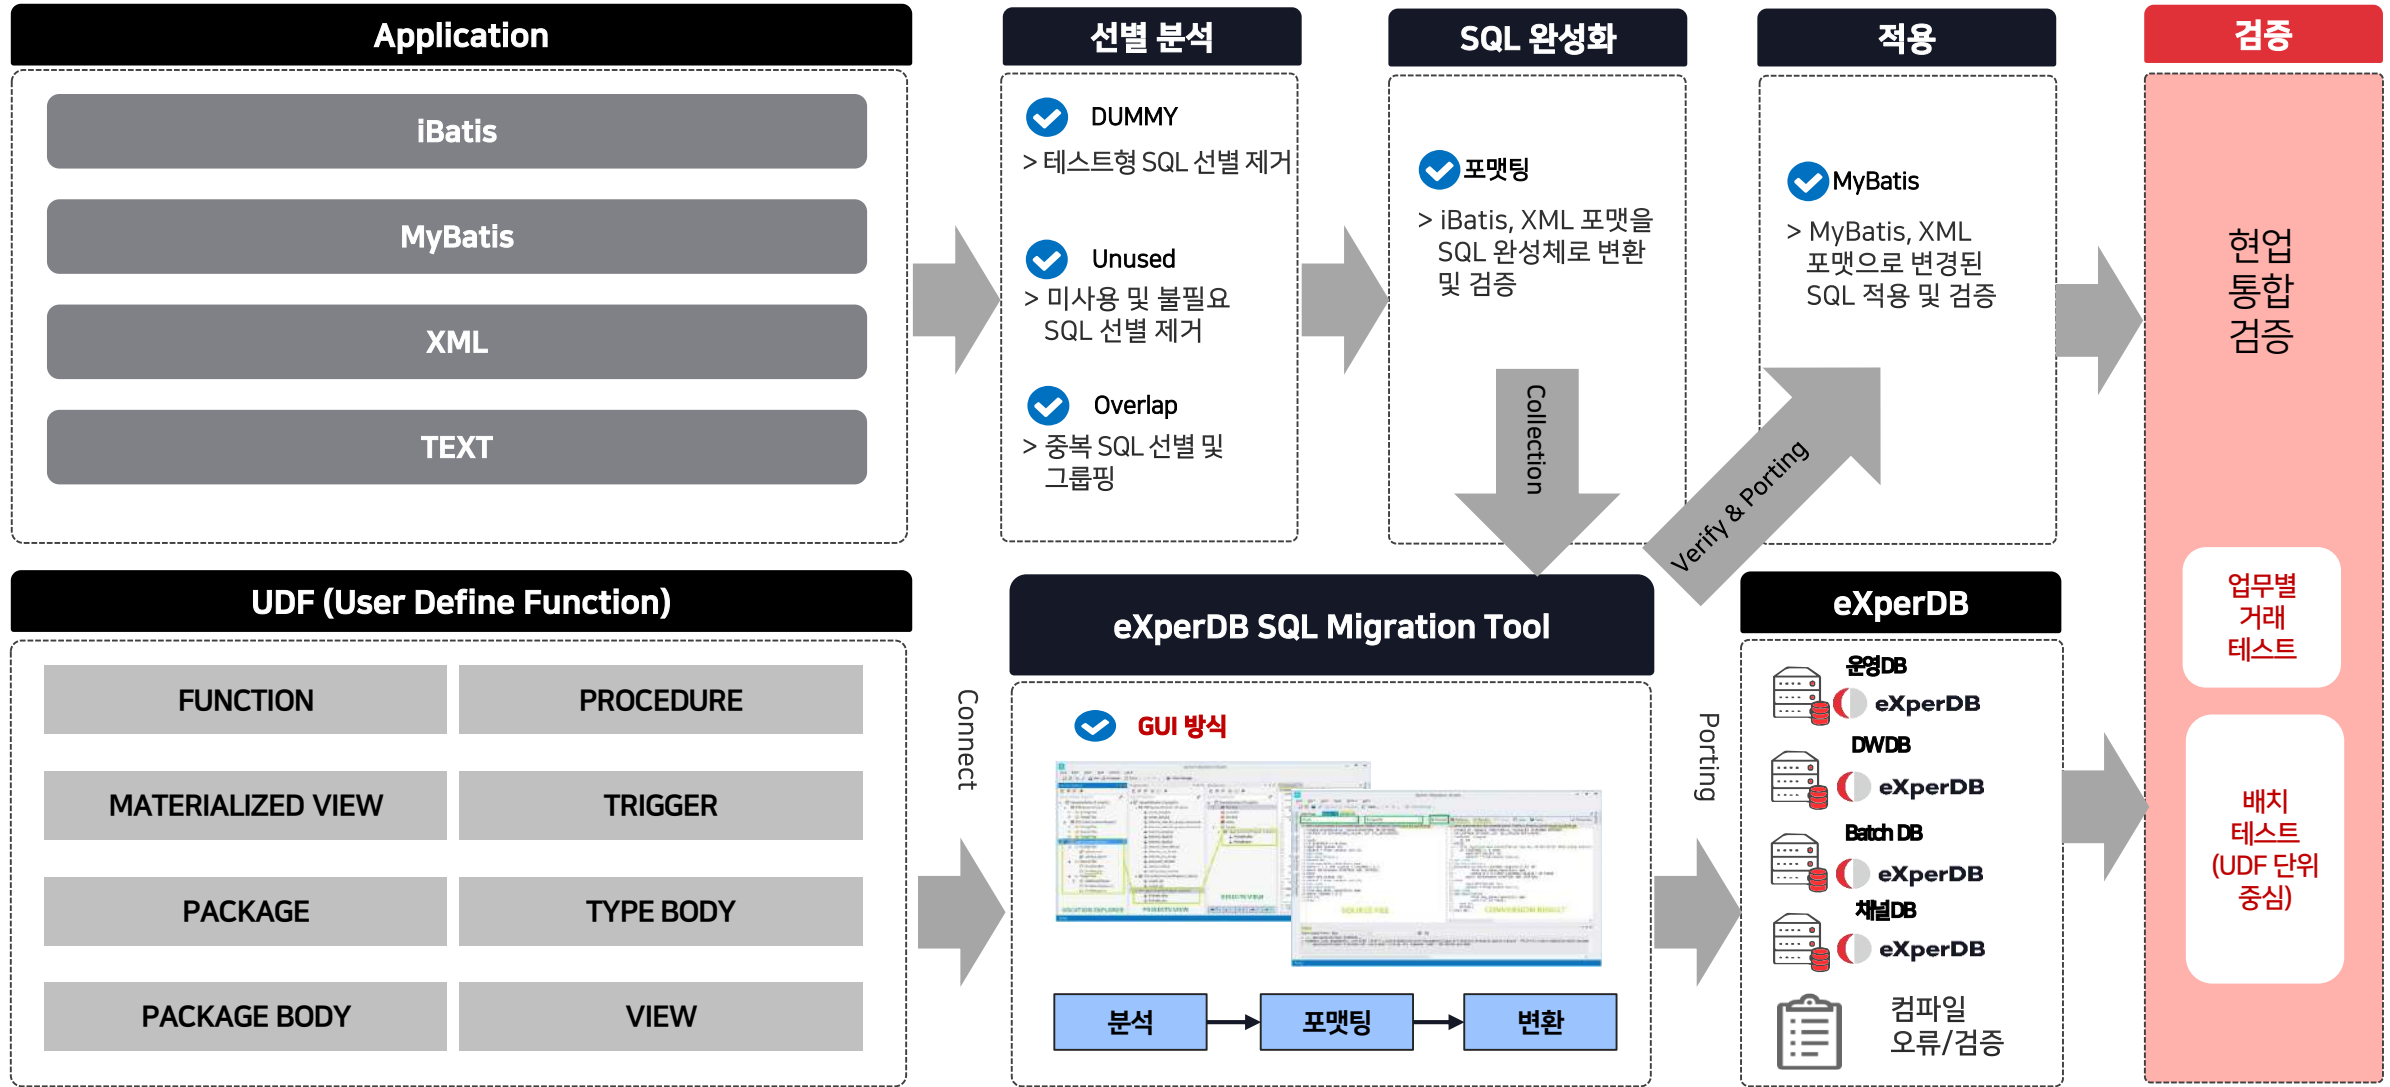 Application
iBatis
MyBatis
XML
TEXT
선별 분석
DUMMY
> 테스트형 SQL 선별 제거
Unused
> 미사용 및 불필요
SQL 선별 제거
Overlap
> 중복 SQL 선별 및
그룹핑
SQL 완성화
포맷팅
> iBatis, XML 포맷을
SQL 완성체로 변환
및 검증
Collection
적용
MyBatis
> MyBatis, XML
포맷으로 변경된
SQL 적용 및 검증
Verify & Porting
검증
현업
통합
검증
업무별
거래
테스트
배치
테스트
(UDF 단위
중심)
UDF (User Define Function)
FUNCTION
PROCEDURE
MATERIALIZED VIEW
TRIGGER
PACKAGE
TYPE BODY
PACKAGE BODY
VIEW
Connect
eXperDB SQL Migration Tool
GUI 방식
SOURCE FILE
CONVERSION RESULT
분석
포맷팅
변환
Porting
eXperDB
운영DB
eXperDB
DWDB
eXperDB
Batch DB
eXperDB
채널DB
eXperDB
컴파일
오류/검증